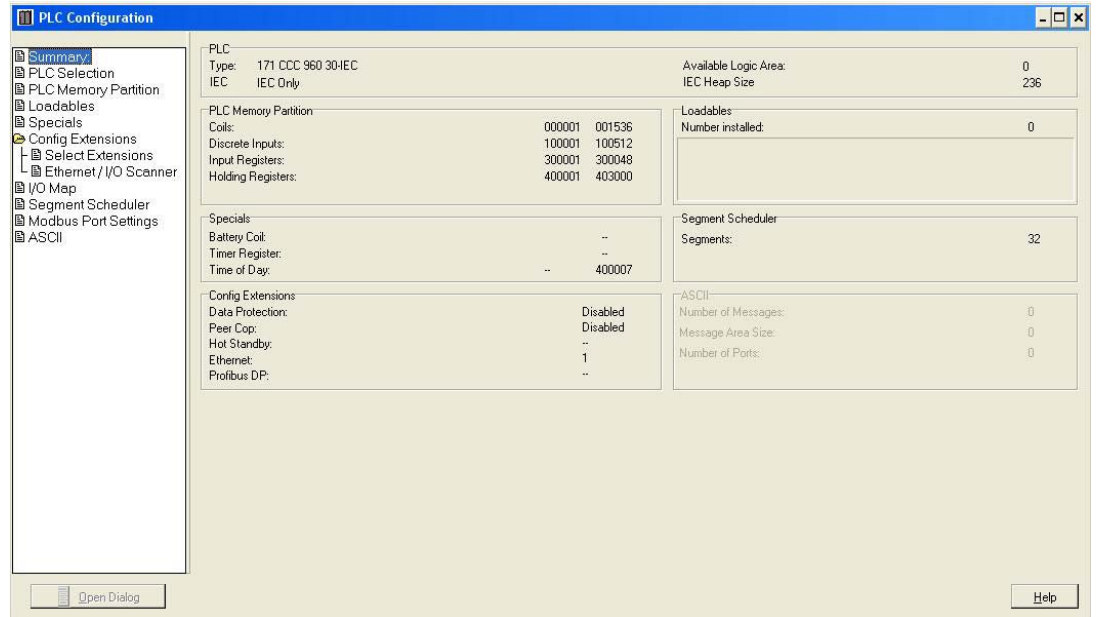 PLC Configuration
Summary:
PLC Selection
PLC Memory Partition
Loadables
Specials
Config Extensions
Select Extensions
Ethernet / I/O Scanner
I/O Map
Segment Scheduler
Modbus Port Settings
ASCII
PLC
Type: 171 CCC 960 30-IEC
IEC IEC Only
Available Logic Area: 0
IEC Heap Size 236
PLC Memory Partition
Coils: 000001 001536
Discrete Inputs: 100001 100512
Input Registers: 300001 300048
Holding Registers: 400001 403000
Loadables
Number installed: 0
Specials
Battery Coil: --
Timer Register: --
Time of Day: -- 400007
Segment Scheduler
Segments: 32
Config Extensions
Data Protection: Disabled
Peer Cop: Disabled
Hot Standby: --
Ethernet: 1
Profibus DP: --
ASCII
Number of Messages: 0
Message Area Size: 0
Number of Ports: 0
Open Dialog
Help